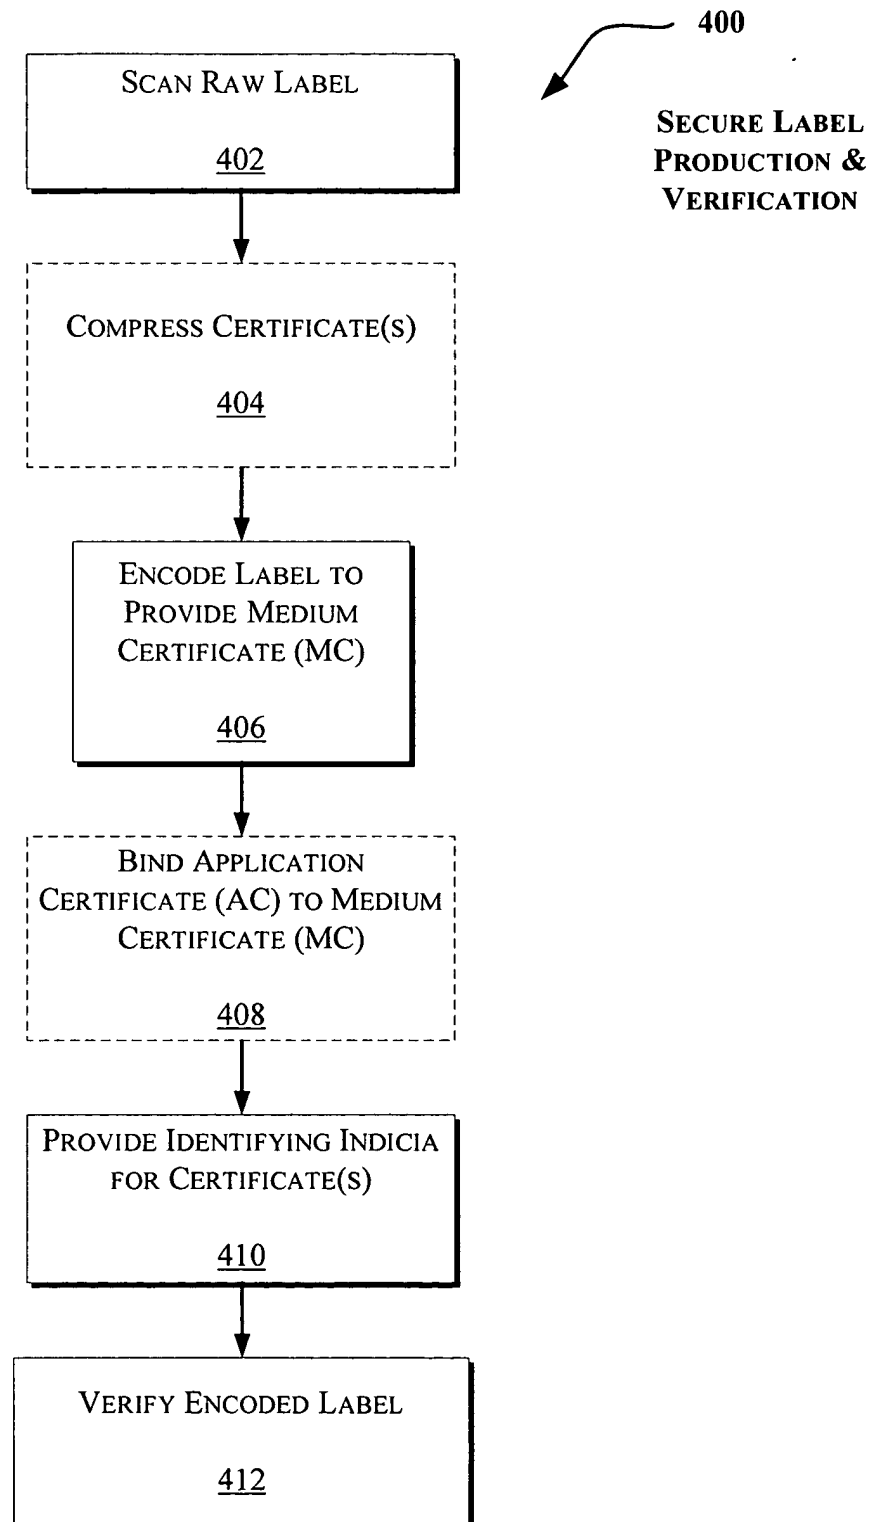 400
SECURE LABEL
PRODUCTION &
VERIFICATION
SCAN RAW LABEL
402
COMPRESS CERTIFICATE(S)
404
ENCODE LABEL TO
PROVIDE MEDIUM
CERTIFICATE (MC)
406
BIND APPLICATION
CERTIFICATE (AC) TO MEDIUM
CERTIFICATE (MC)
408
PROVIDE IDENTIFYING INDICIA
FOR CERTIFICATE(S)
410
VERIFY ENCODED LABEL
412